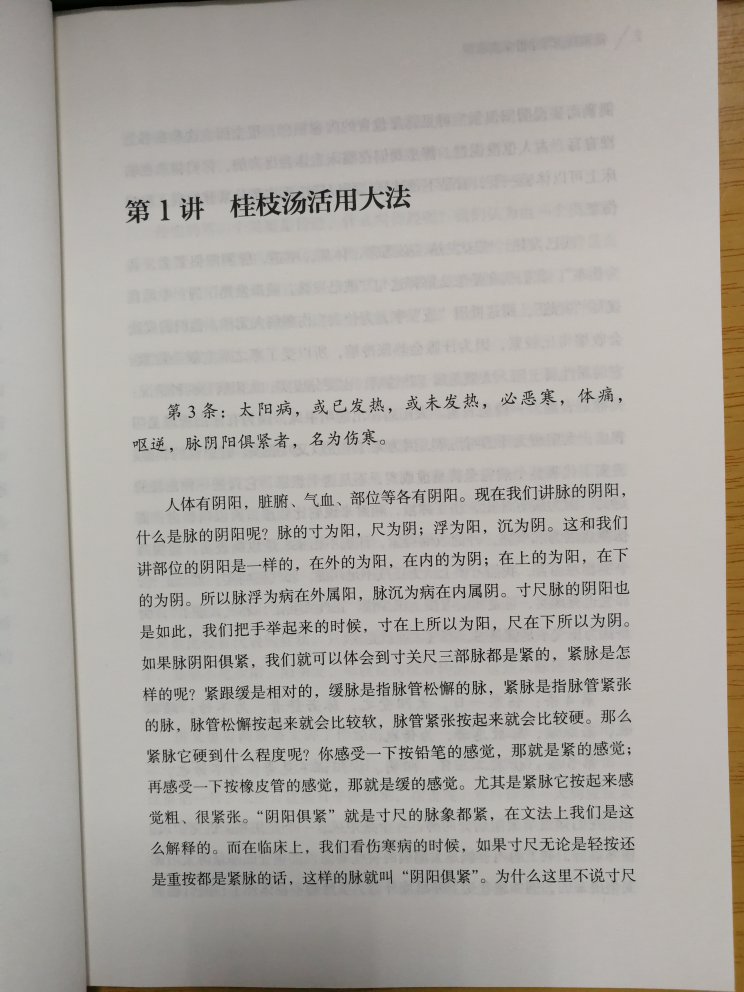 第1讲 桂枝汤活用大法
第3条：太阳病，或已发热，或未发热，必恶寒，体痛，
呕逆，脉阴阳俱紧者，名为伤寒。
人体有阴阳，脏腑、气血、部位等各有阴阳。现在我们讲脉的阴阳，
什么是脉的阴阳呢？脉的寸为阳，尺为阴；浮为阳，沉为阴。这和我们
讲部位的阴阳是一样的，在外的为阳，在内的为阴；在上的为阳，在下
的为阴。所以脉浮为病在外属阳，脉沉为病在内属阴。寸尺脉的阴阳也
是如此，我们把手举起来的时候，寸在上所以为阳，尺在下所以为阴。
如果脉阴阳俱紧，我们就可以体会到寸关尺三部脉都是紧的，紧脉是怎
样的呢？紧跟缓是相对的，缓脉是指脉管松懈的脉，紧脉是指脉管紧张
的脉，脉管松懈按起来就会比较软，脉管紧张按起来就会比较硬。那么
紧脉它硬到什么程度呢？你感受一下按铅笔的感觉，那就是紧的感觉；
再感受一下按橡皮管的感觉，那就是缓的感觉。尤其是紧脉它按起来感
觉粗、很紧张。“阴阳俱紧”就是寸尺的脉象都紧，在文法上我们是这
么解释的。而在临床上，我们看伤寒病的时候，如果寸尺无论是轻按还
是重按都是紧脉的话，这样的脉就叫“阴阳俱紧”。为什么这里不说寸尺